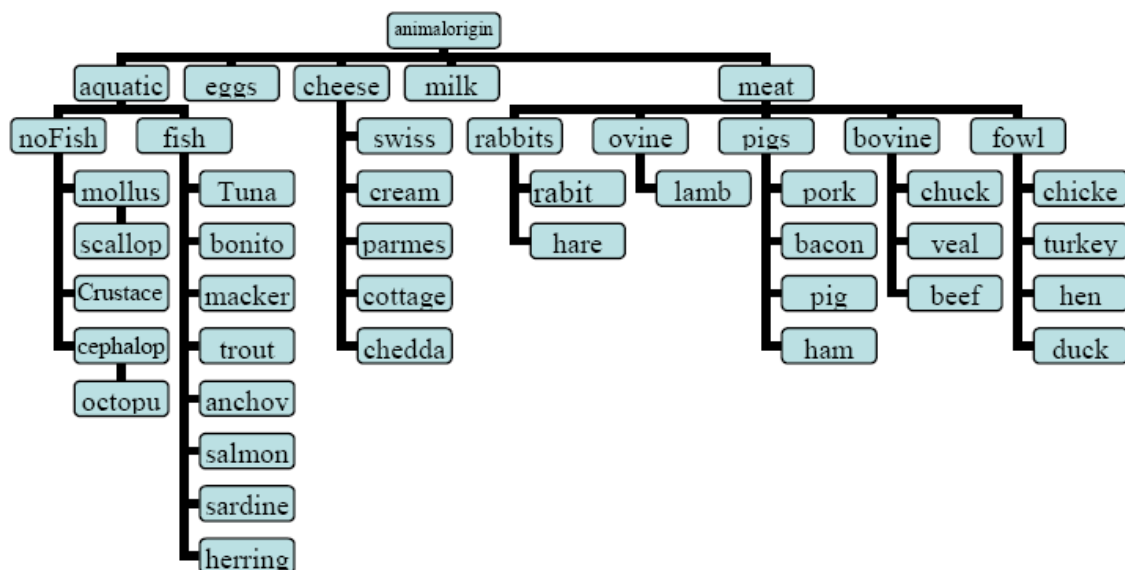 animalorigin
aquatic eggs cheese milk meat
noFish fish swiss rabbits ovine pigs bovine fowl
mollus Tuna cream rabit lamb pork chuck chicke
scallop bonito parmes hare bacon veal turkey
Crustace macker cottage pig beef hen
cephalop trout chedda ham duck
octopu anchov
salmon
sardine
herring